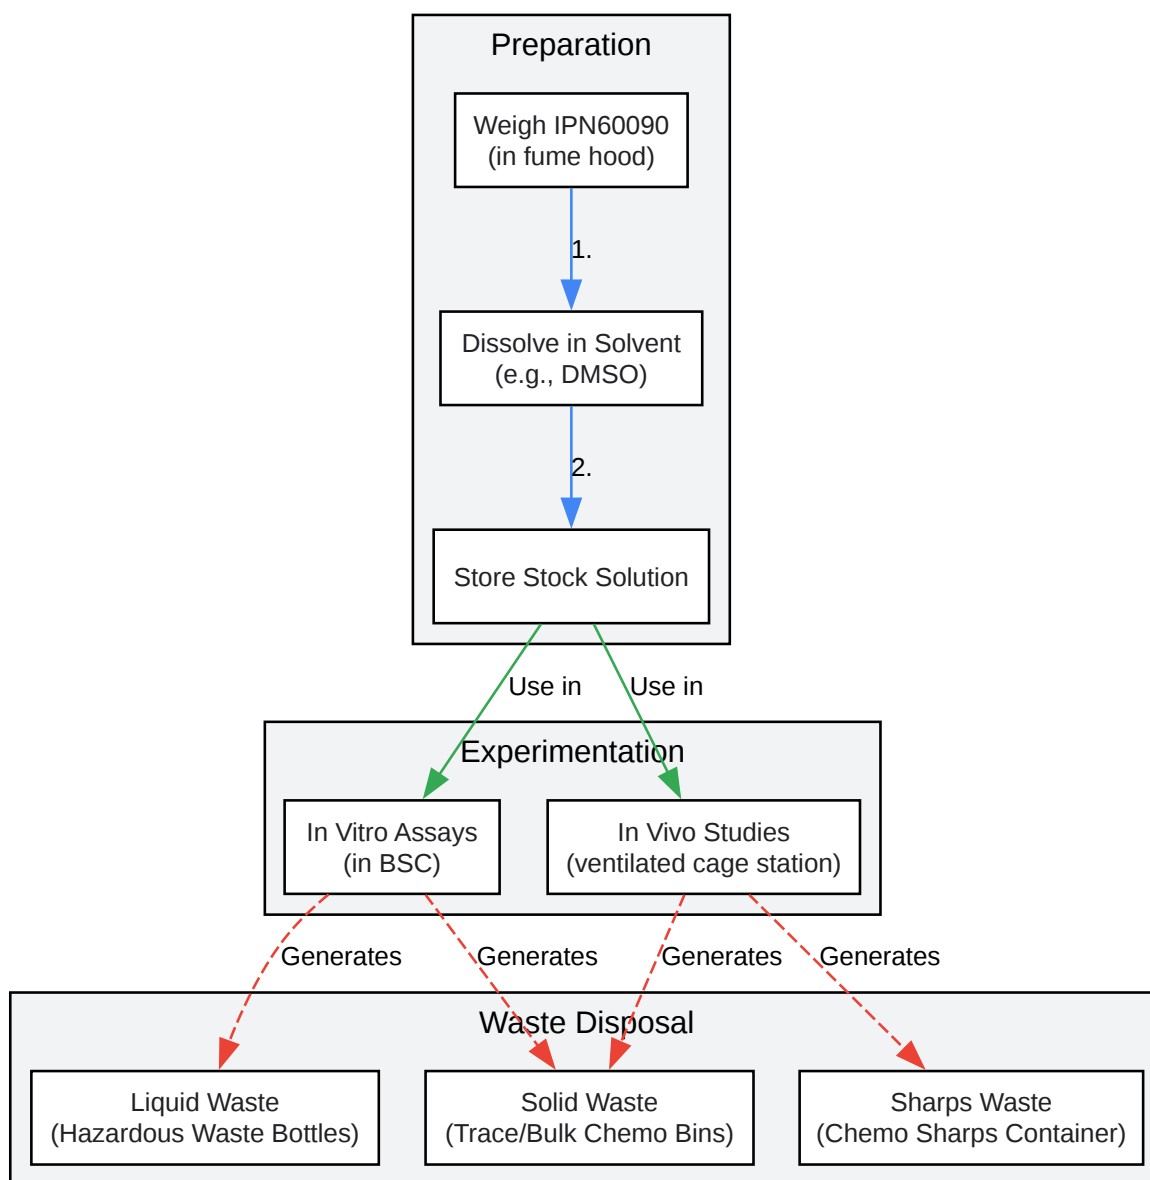 Preparation
Weigh IPN60090
(in fume hood)
1.
Dissolve in Solvent
(e.g., DMSO)
2.
Store Stock Solution
Use in
Use in
Experimentation
In Vitro Assays
(in BSC)
In Vivo Studies
(ventilated cage station)
Generates
Generates
Generates
Generates
Waste Disposal
Liquid Waste
(Hazardous Waste Bottles)
Solid Waste
(Trace/Bulk Chemo Bins)
Sharps Waste
(Chemo Sharps Container)